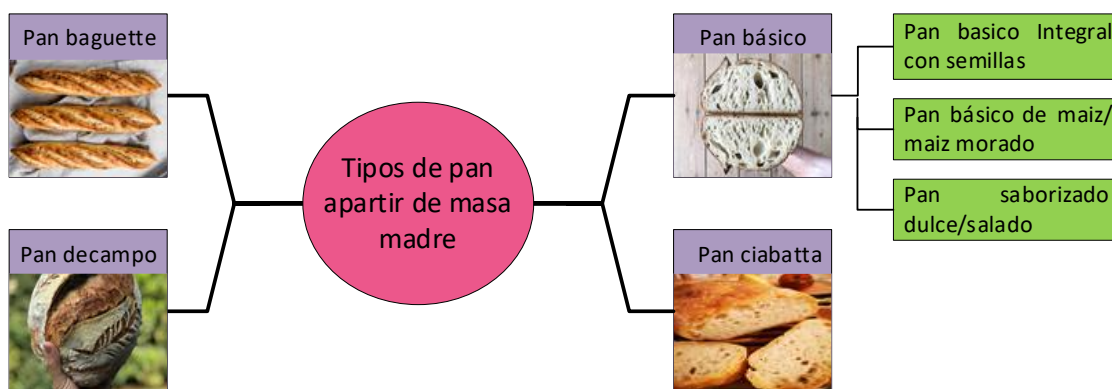 Pan baguette
Pan decampo
Tipos de pan
apartir de masa
madre
Pan básico
Pan ciabatta
Pan basico Integral
con semillas
Pan básico de maiz/
maiz morado
Pan saborizado
dulce/salado